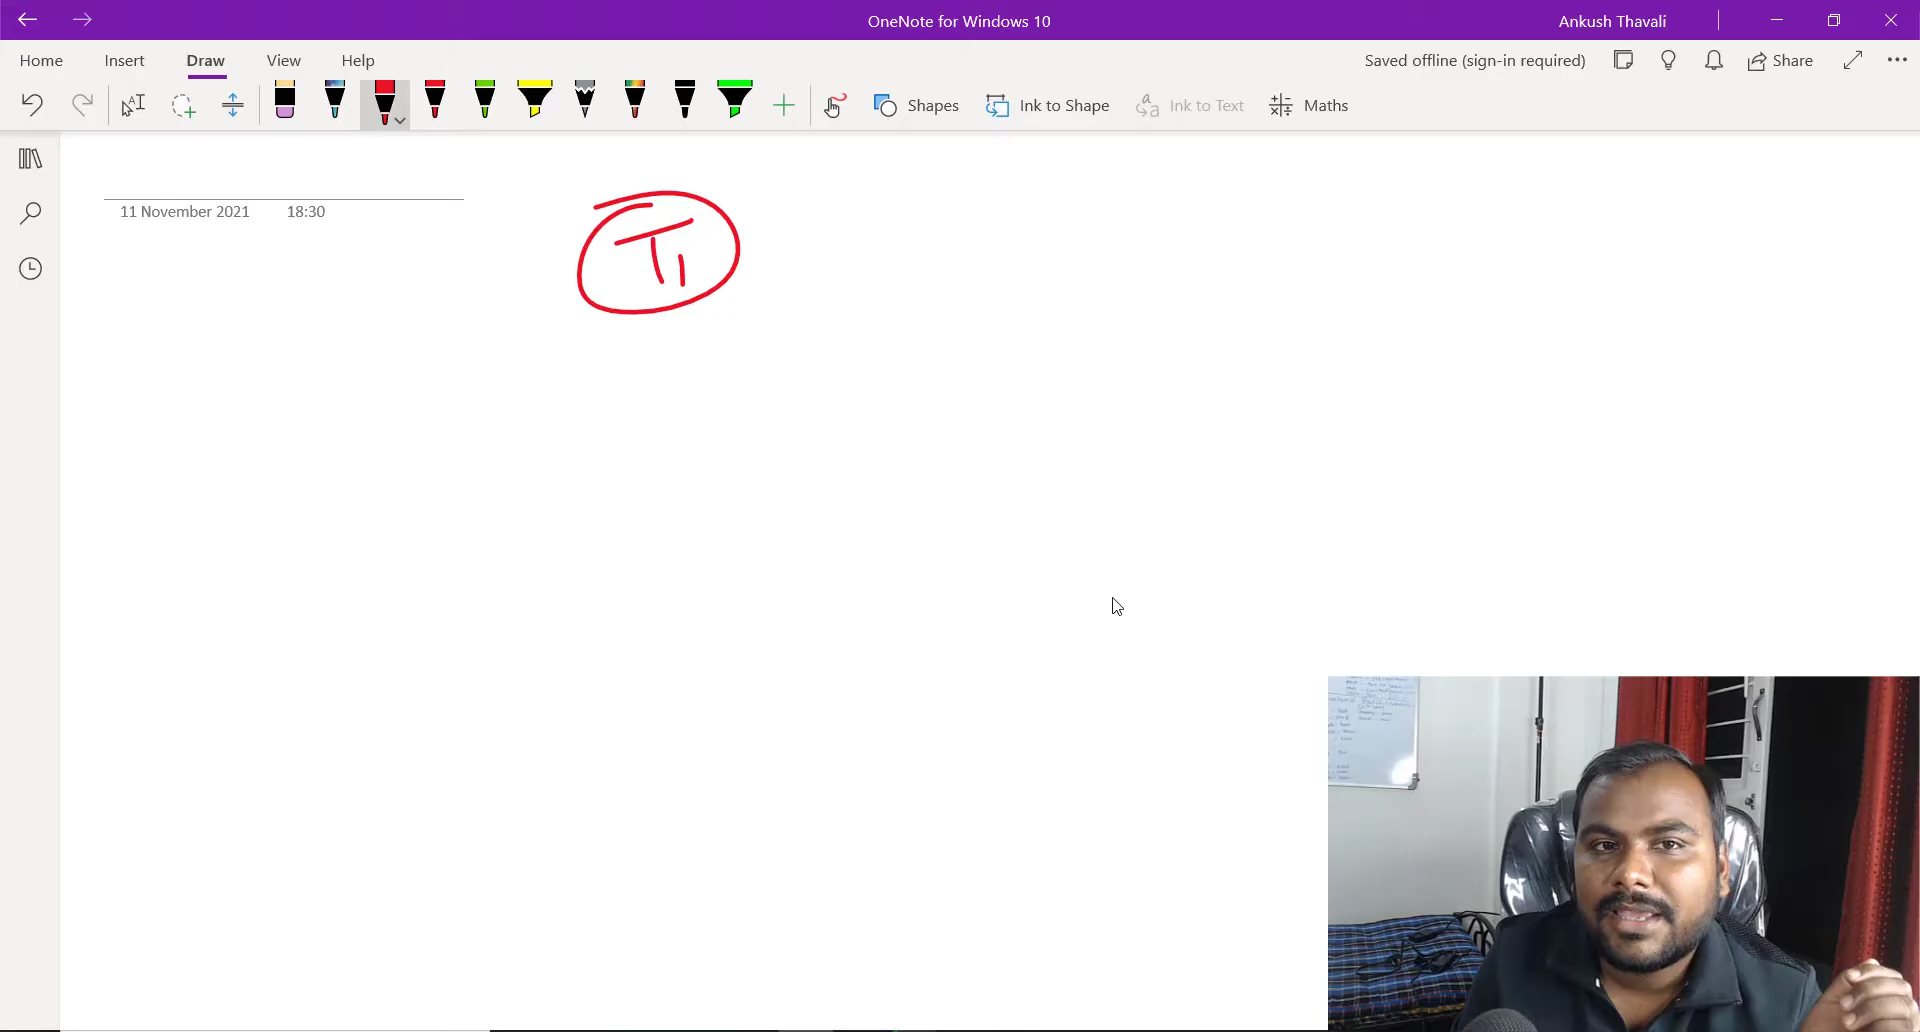 OneNote for Windows 10
Ankush Thavali
Home Insert Draw View Help
Saved offline (sign-in required) Share
Shapes Ink to Shape Ink to Text Maths
11 November 2021 18:30
T1